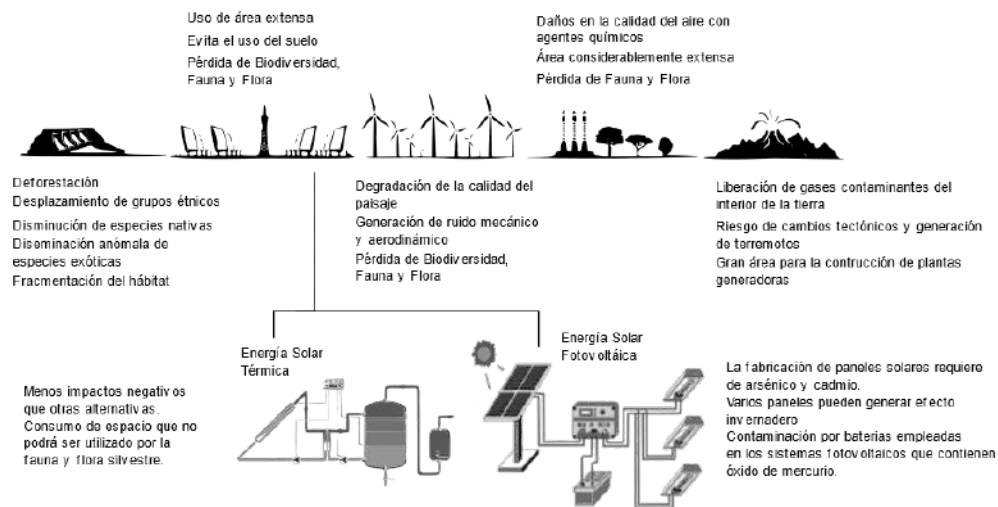 Uso de área extensa
Evita el uso del suelo
Pérdida de Biodiversidad,
Fauna y Flora
Daños en la calidad del aire con
agentes químicos
Área considerablemente extensa
Pérdida de Fauna y Flora
Deforestación
Desplazamiento de grupos étnicos
Disminución de especies nativas
Diseminación anómala de
especies exóticas
Fracmentación del hábitat
Degradación de la calidad del
paisaje
Generación de ruido mecánico
y aerodinámico
Pérdida de Biodiversidad,
Fauna y Flora
Liberación de gases contaminantes del
interior de la tierra
Riesgo de cambios tectónicos y generación
de terremotos
Gran área para la contrucción de plantas
generadoras
Energía Solar
Térmica
Energía Solar
Fotovoltáica
Menos impactos negativos
que otras alternativas.
Consumo de espacio que no
podrá ser utilizado por la
fauna y flora silvestre.
La fabricación de paneles solares requiere
de arsénico y cadmio.
Varios paneles pueden generar efecto
invernadero
Contaminación por baterias empleadas
en los sistemas fotovoltaicos que contienen
óxido de mercurio.